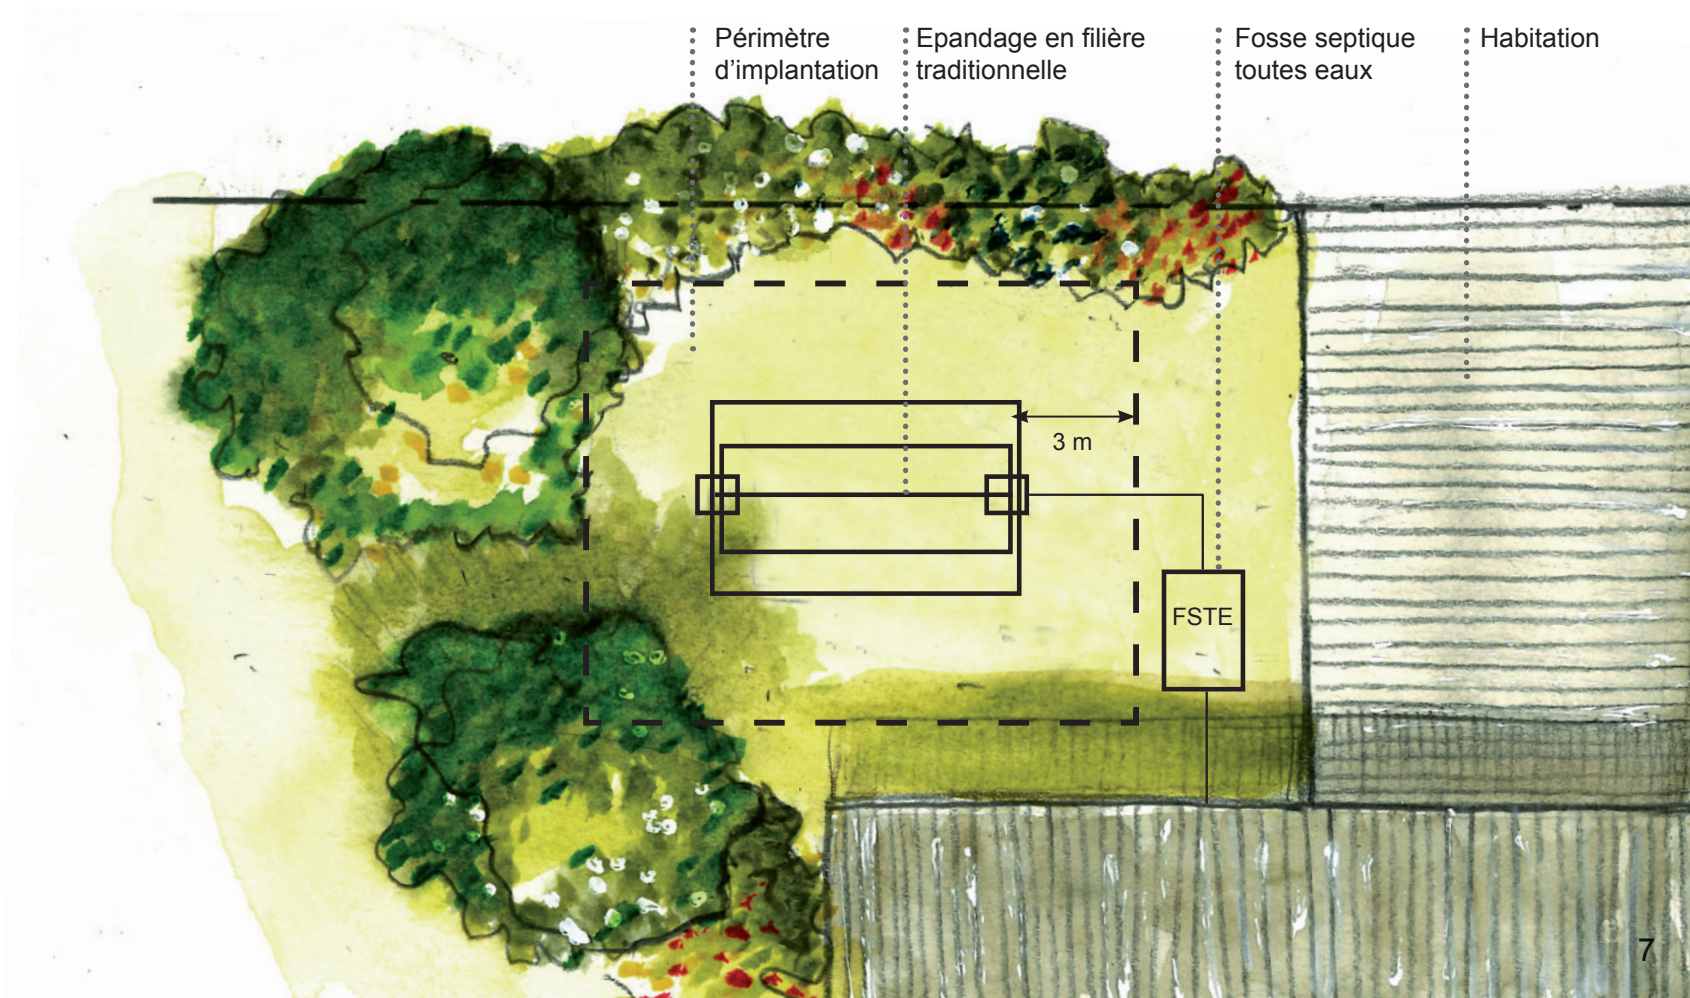 Périmètre
d’implantation
Epandage en filière
traditionnelle
Fosse septique
toutes eaux
Habitation
3 m
FSTE
7